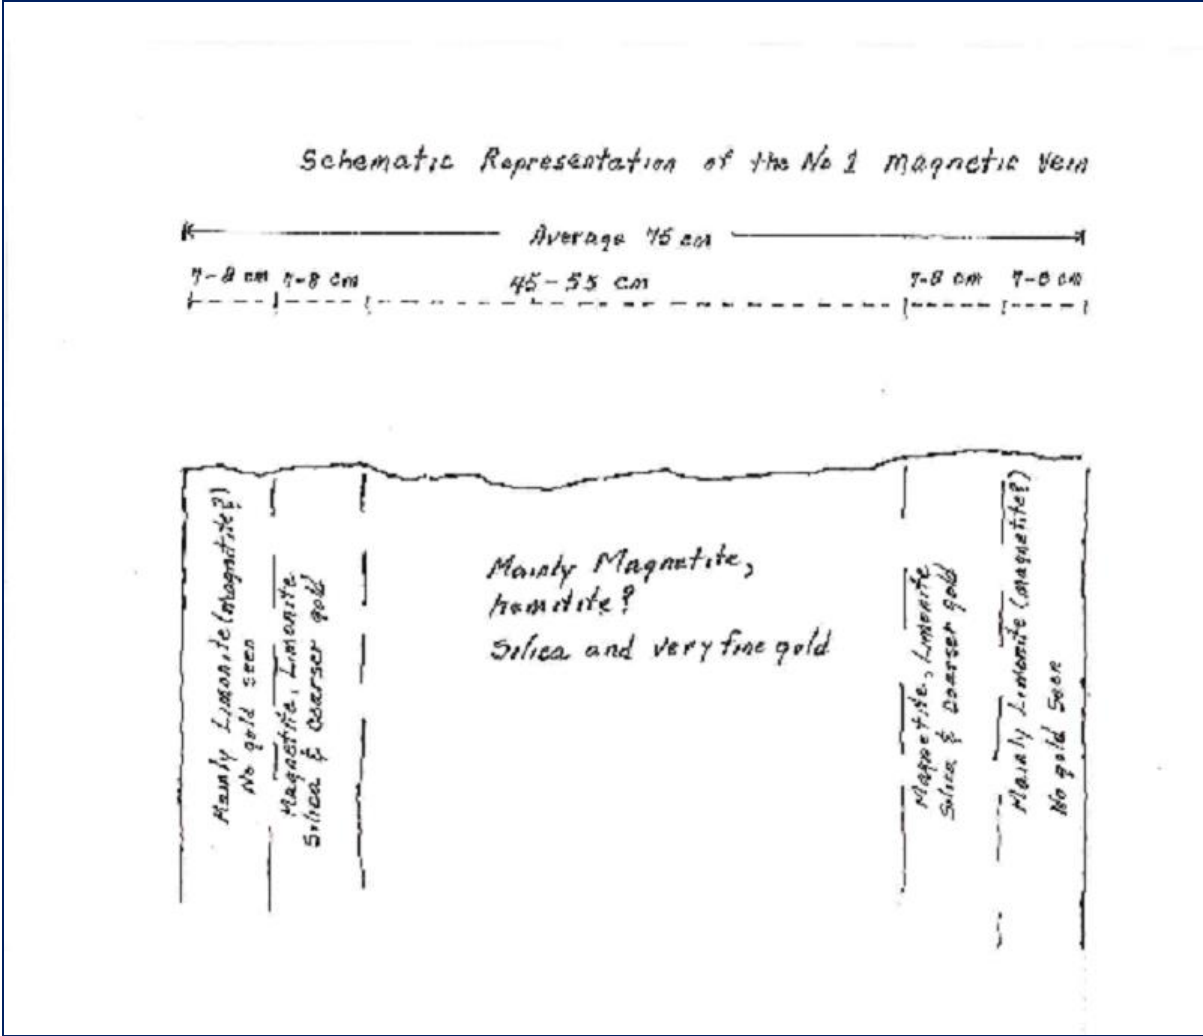 Schematic Representation of the No 1 Magnetic Vein
Average 75 cm
7-8 cm 7-8 cm 45-55 cm 7-8 cm 7-8 cm
Mainly Limonite (magnetite?)
No gold seen
Magnetite, Limonite
Silica & Coarser gold
Mainly Magnetite,
hemitite?
Silica and very fine gold
Magnetite, Limonite
Silica & Coarser gold
Mainly Limonite (magnetite?)
No gold seen